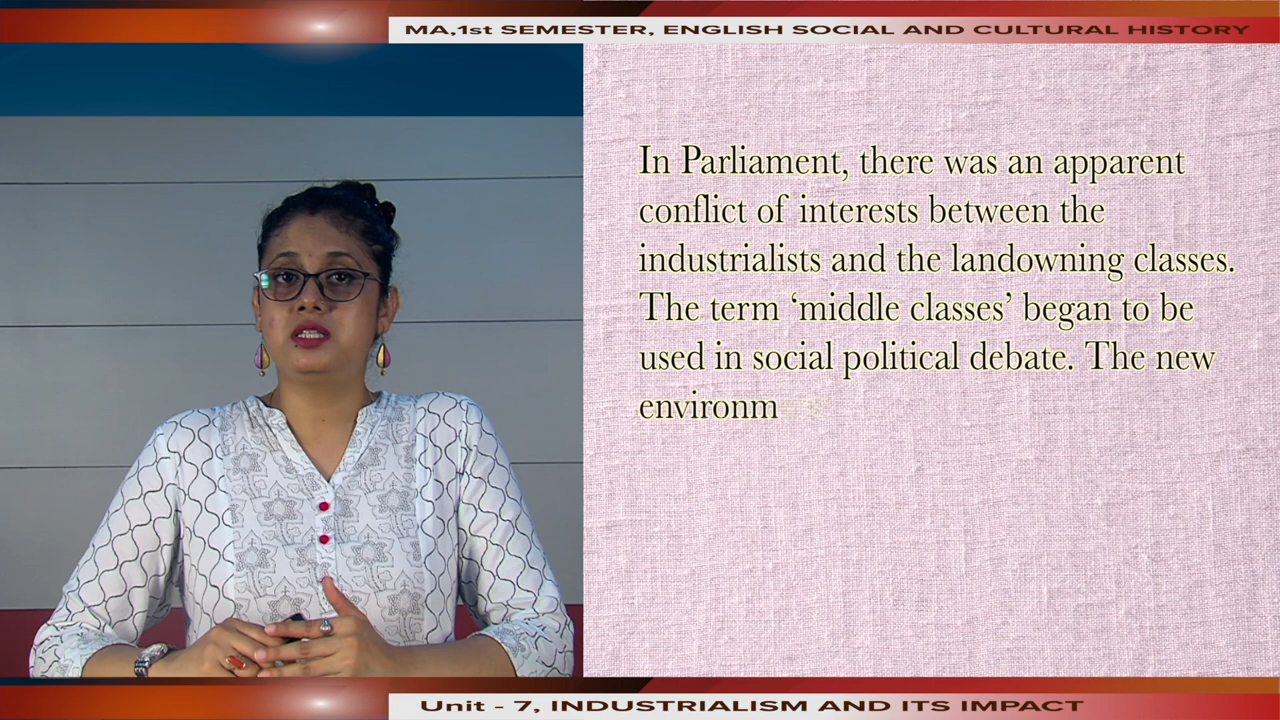 MA,1st SEMESTER, ENGLISH SOCIAL AND CULTURAL HISTORY
In Parliament, there was an apparent
conflict of interests between the
industrialists and the landowning classes.
The term ‘middle classes’ began to be
used in social political debate. The new
environm
Unit - 7, INDUSTRIALISM AND ITS IMPACT